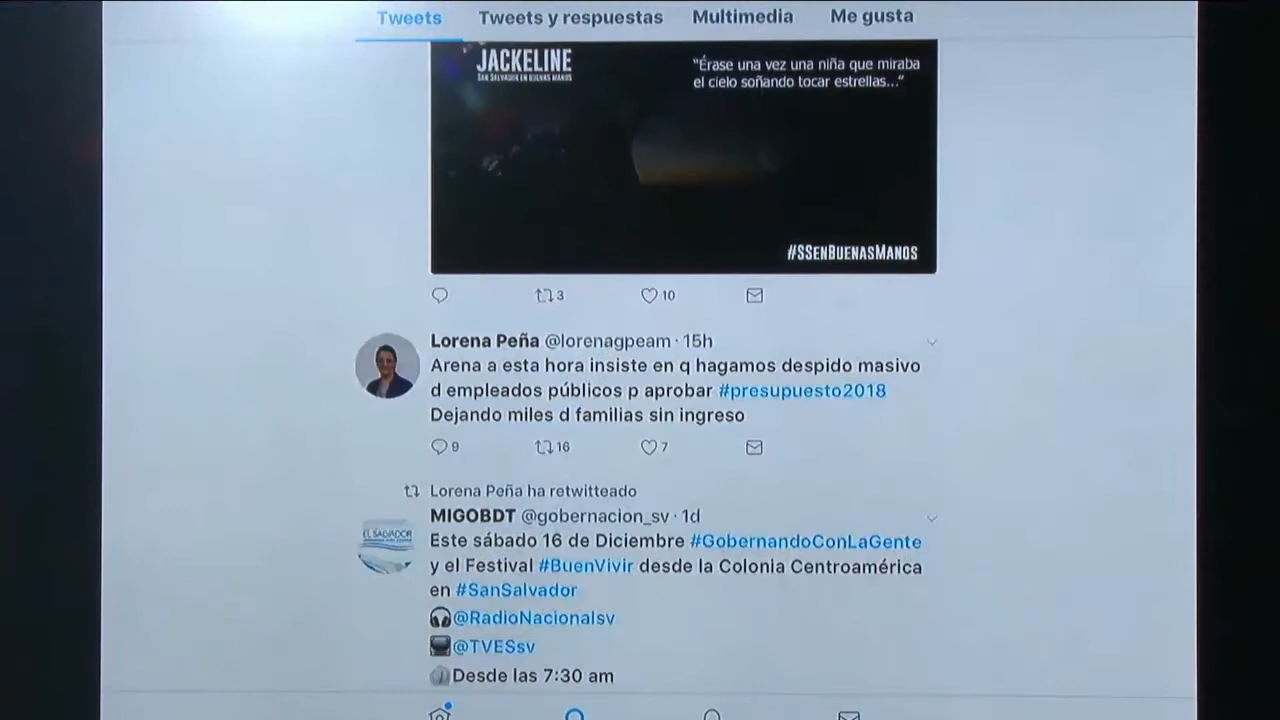 Tweets Tweets y respuestas Multimedia Me gusta
JACKELINE
SAN SALVADOR EN BUENAS MANOS
"Érase una vez una niña que miraba
el cielo soñando tocar estrellas..."
#SSENBUENASMANOS
3 10
Lorena Peña @lorenagpeam · 15h
Arena a esta hora insiste en q hagamos despido masivo
d empleados públicos p aprobar #presupuesto2018
Dejando miles d familias sin ingreso
9 16 7
Lorena Peña ha retwitteado
MIGOBDT @gobernacion_sv · 1d
EL SALVADOR
Este sábado 16 de Diciembre #GobernandoConLaGente
y el Festival #BuenVivir desde la Colonia Centroamérica
en #SanSalvador
@RadioNacionalsv
@TVESsv
Desde las 7:30 am